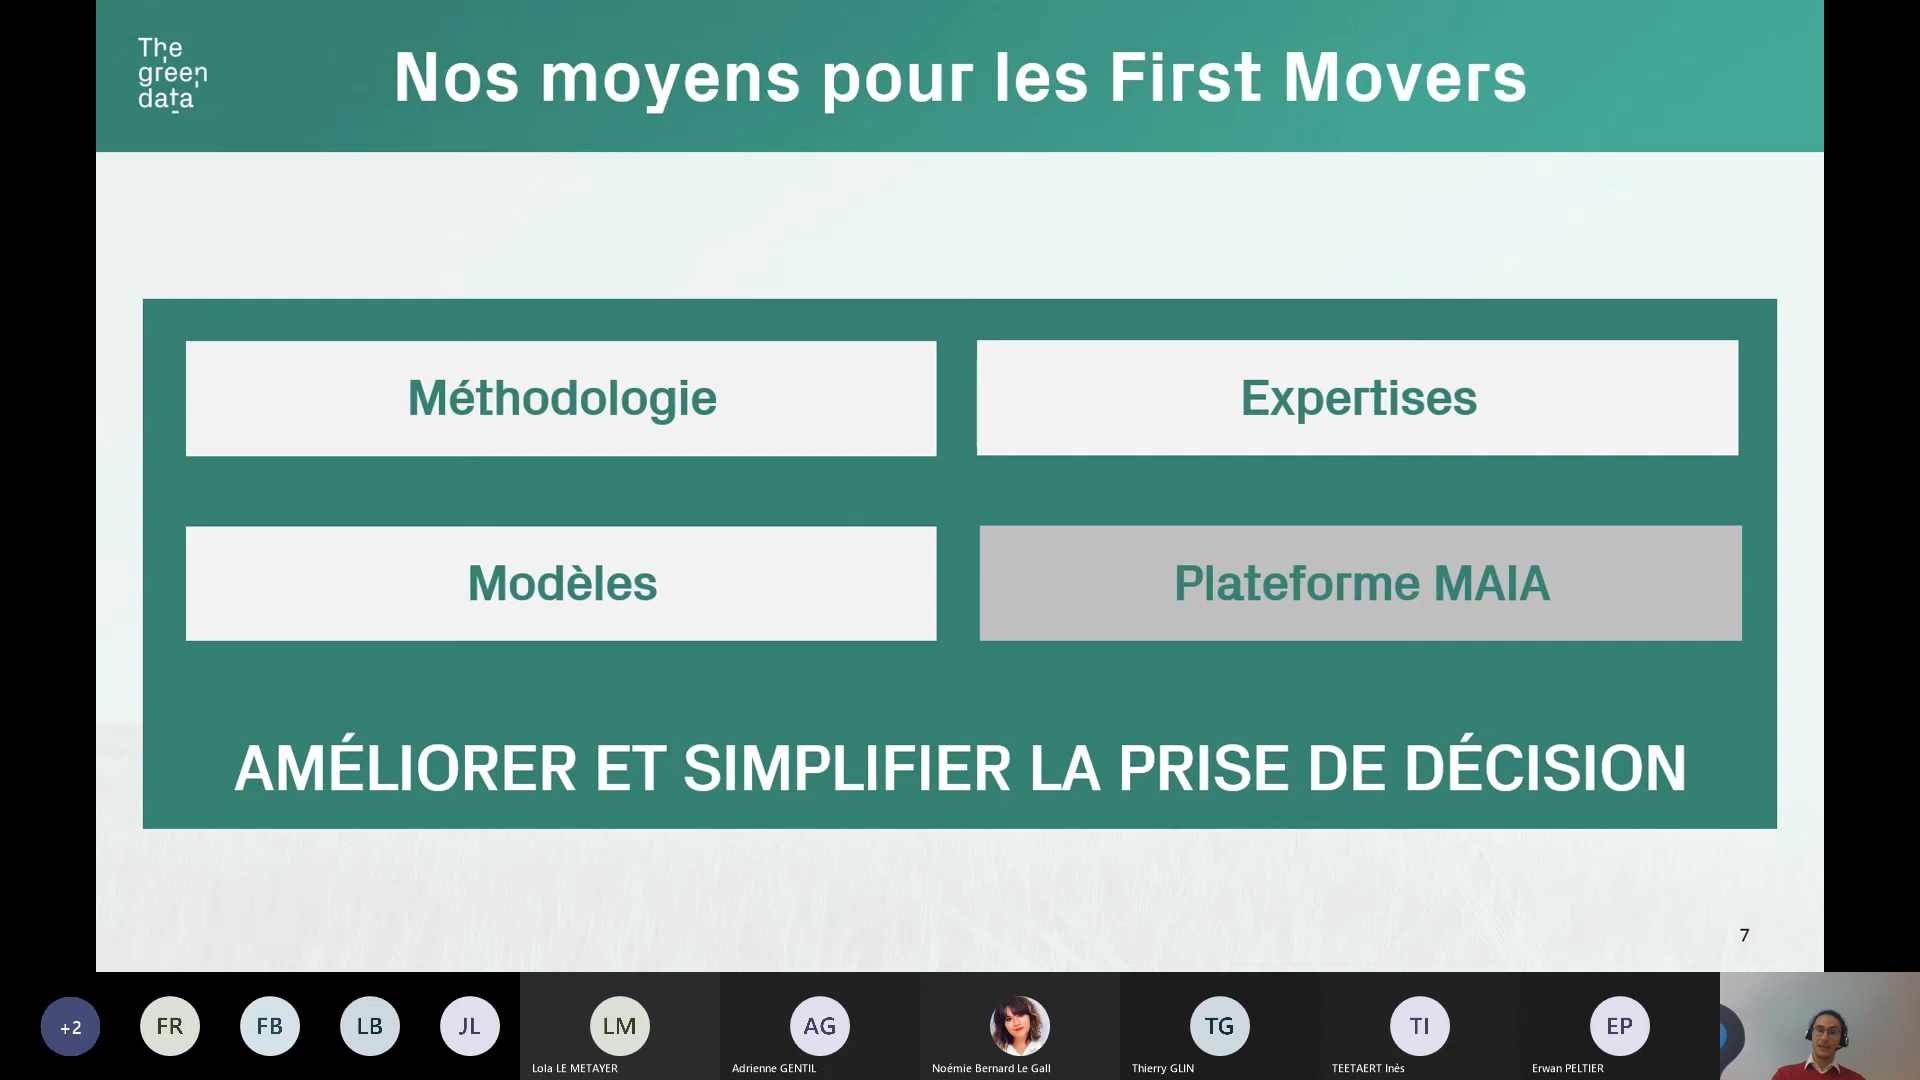 The
green
data
Nos moyens pour les First Movers
Méthodologie
Expertises
Modèles
Plateforme MAIA
AMÉLIORER ET SIMPLIFIER LA PRISE DE DÉCISION
7
+2
FR
FB
LB
JL
LM
AG
TG
TI
EP
Lola LE METAYER
Adrienne GENTIL
Noémie Bernard Le Gall
Thierry GLIN
TEETAERT Inès
Erwan PELTIER